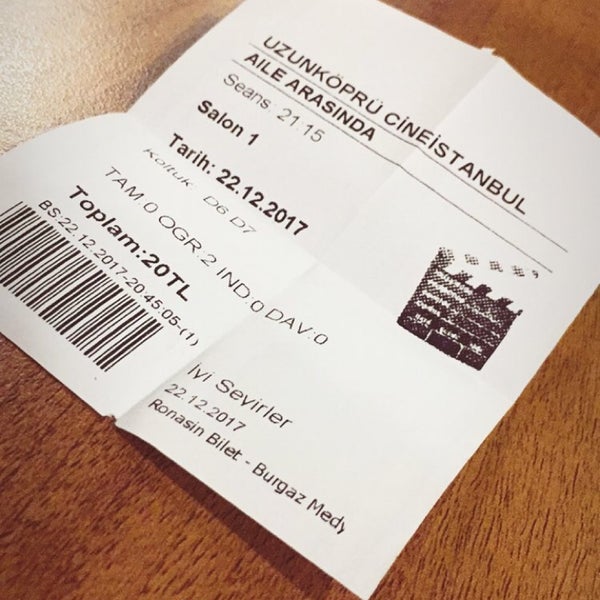 UZUNKÖPRÜ CİNEİSTANBUL
AILE ARASINDA
Seans: 21:15
Salon 1
Tarih: 22.12.2017
Koltuk: D6 D7
TAM:0 OGR:2 IND:0 DAV:0
Toplam:20TL
BS:22.12.2017-20:45:05-(1)
İyi Seyirler
22.12.2017
Ronasin Bilet - Burgaz Medy